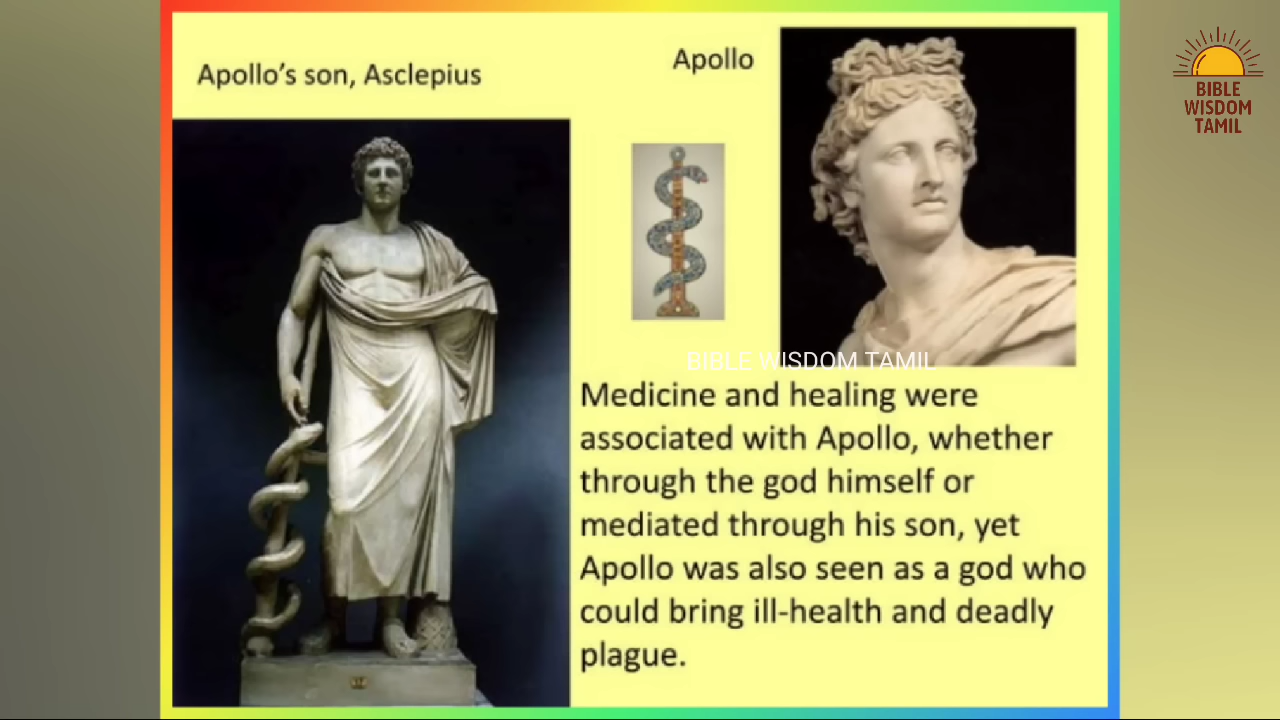 Apollo's son, Asclepius
Apollo
BIBLE
WISDOM
TAMIL
BIBLE WISDOM TAMIL
Medicine and healing were
associated with Apollo, whether
through the god himself or
mediated through his son, yet
Apollo was also seen as a god who
could bring ill-health and deadly
plague.